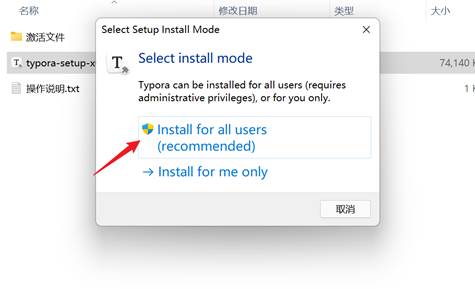 名称
修改日期
类型
大小
激活文件
typora-setup-x
74,140
操作说明.txt
1 K
Select Setup Install Mode
Select install mode
Typora can be installed for all users (requires
administrative privileges), or for you only.
Install for all users
(recommended)
Install for me only
取消